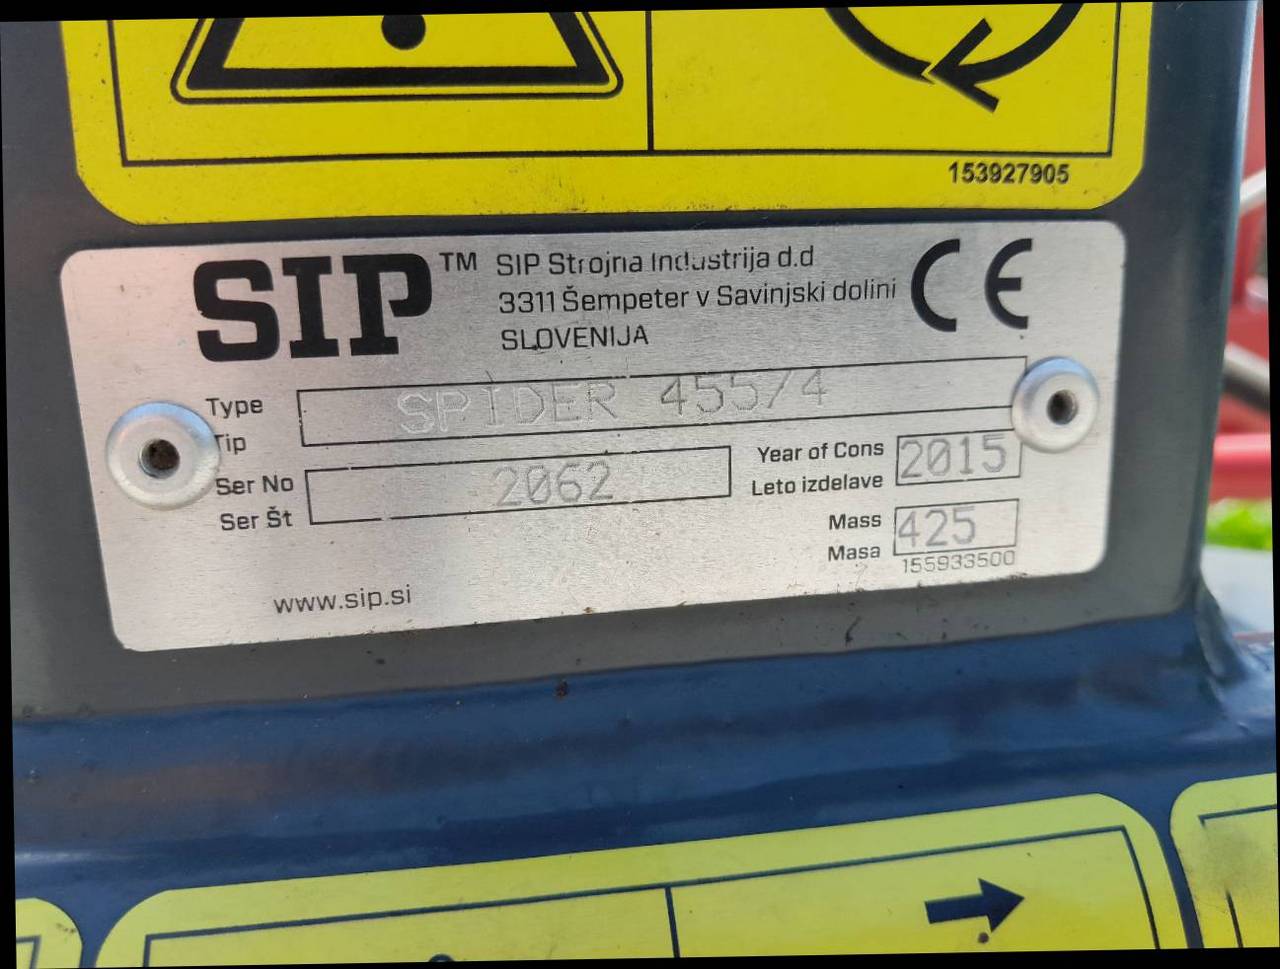 153927905
SIP™
SIP Strojna Industrija d.d
3311 Šempeter v Savinjski dolini
SLOVENIJA
CE
Type
Tip
SPIDER 455/4
Ser No
Ser Št
2062
Year of Cons
Leto izdelave
2015
Mass
Masa
425
155933500
www.sip.si